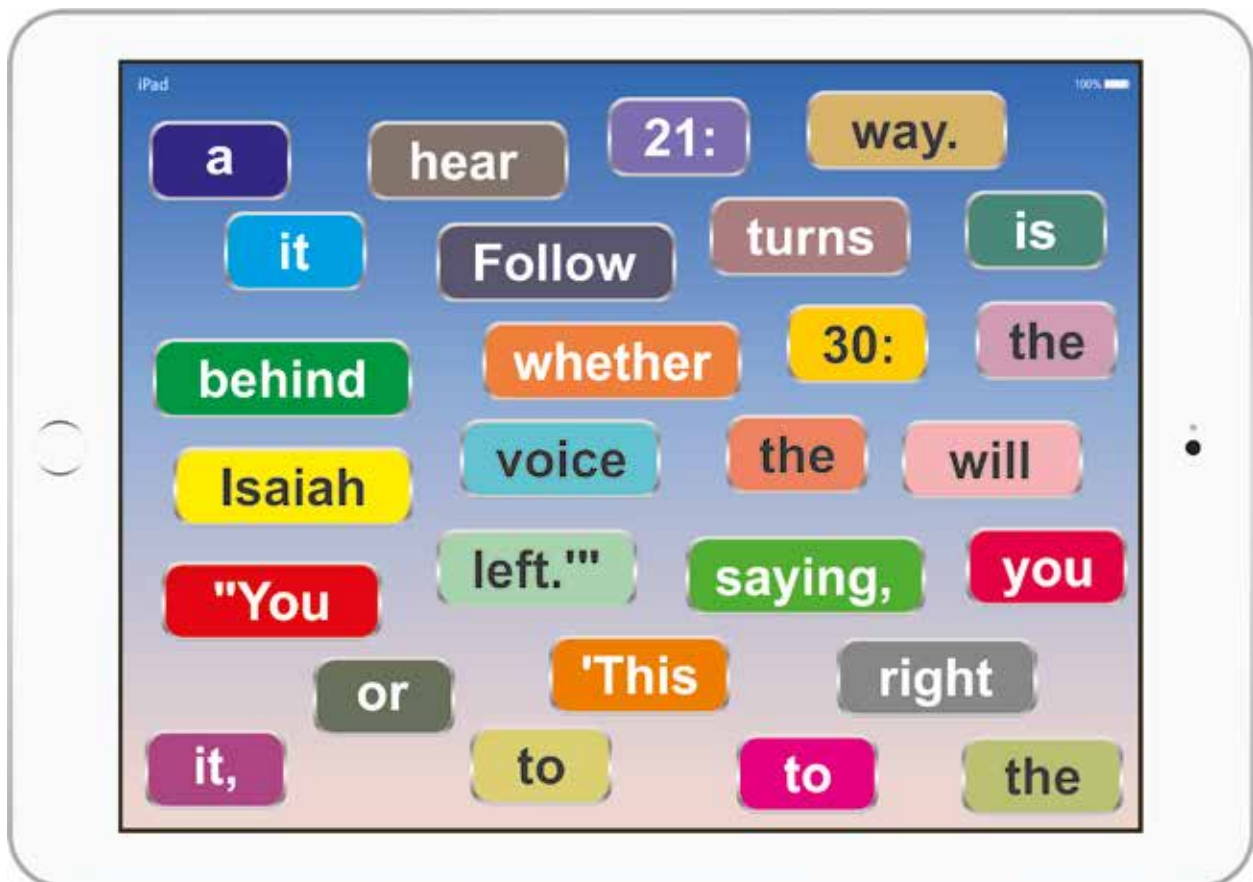 iPad 100%
a hear 21: way.
it Follow turns is
behind whether 30: the
Isaiah voice the will
"You left.'" saying, you
or 'This right
it, to to the